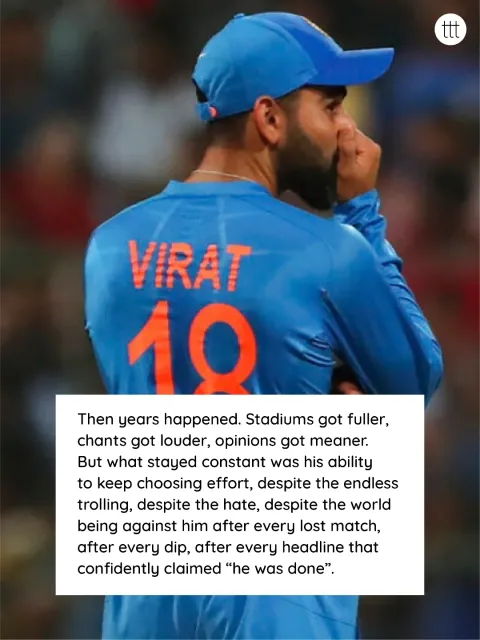 ttt
VIRAT
18
Then years happened. Stadiums got fuller,
chants got louder, opinions got meaner.
But what stayed constant was his ability
to keep choosing effort, despite the endless
trolling, despite the hate, despite the world
being against him after every lost match,
after every dip, after every headline that
confidently claimed “he was done”.